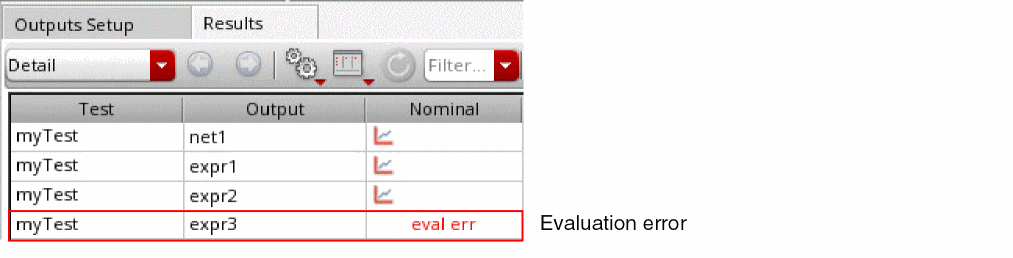 Outputs Setup Results
Detail Filter...
Test Output Nominal
myTest net1
myTest expr1
myTest expr2
myTest expr3 eval err Evaluation error